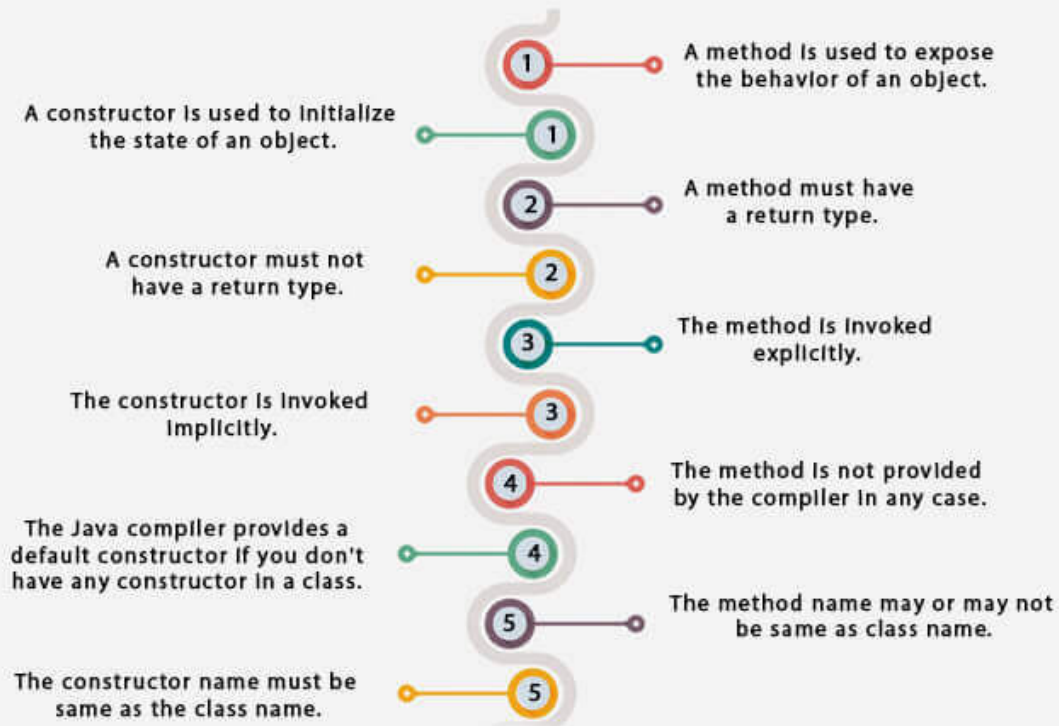 1
A method is used to expose
the behavior of an object.
A constructor is used to initialize
the state of an object.
1
2
A method must have
a return type.
A constructor must not
have a return type.
2
3
The method is invoked
explicitly.
The constructor is invoked
implicitly.
3
4
The method is not provided
by the compiler in any case.
The Java compiler provides a
default constructor if you don't
have any constructor in a class.
4
5
The method name may or may not
be same as class name.
The constructor name must be
same as the class name.
5